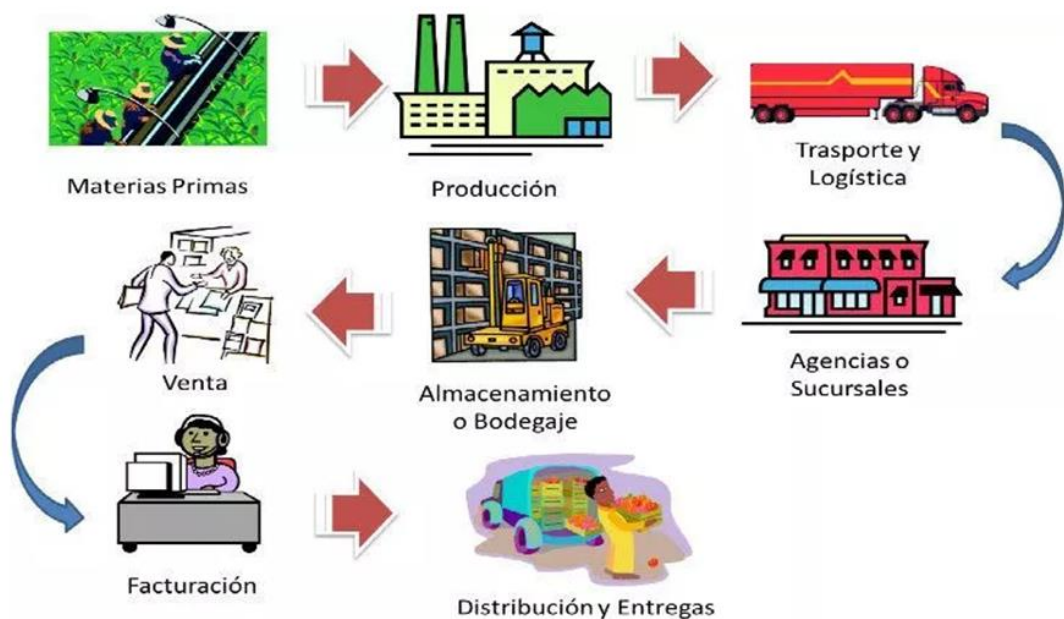 Materias Primas
Producción
Trasporte y
Logística
Agencias o
Sucursales
Almacenamiento
o Bodegaje
Venta
Facturación
Distribución y Entregas